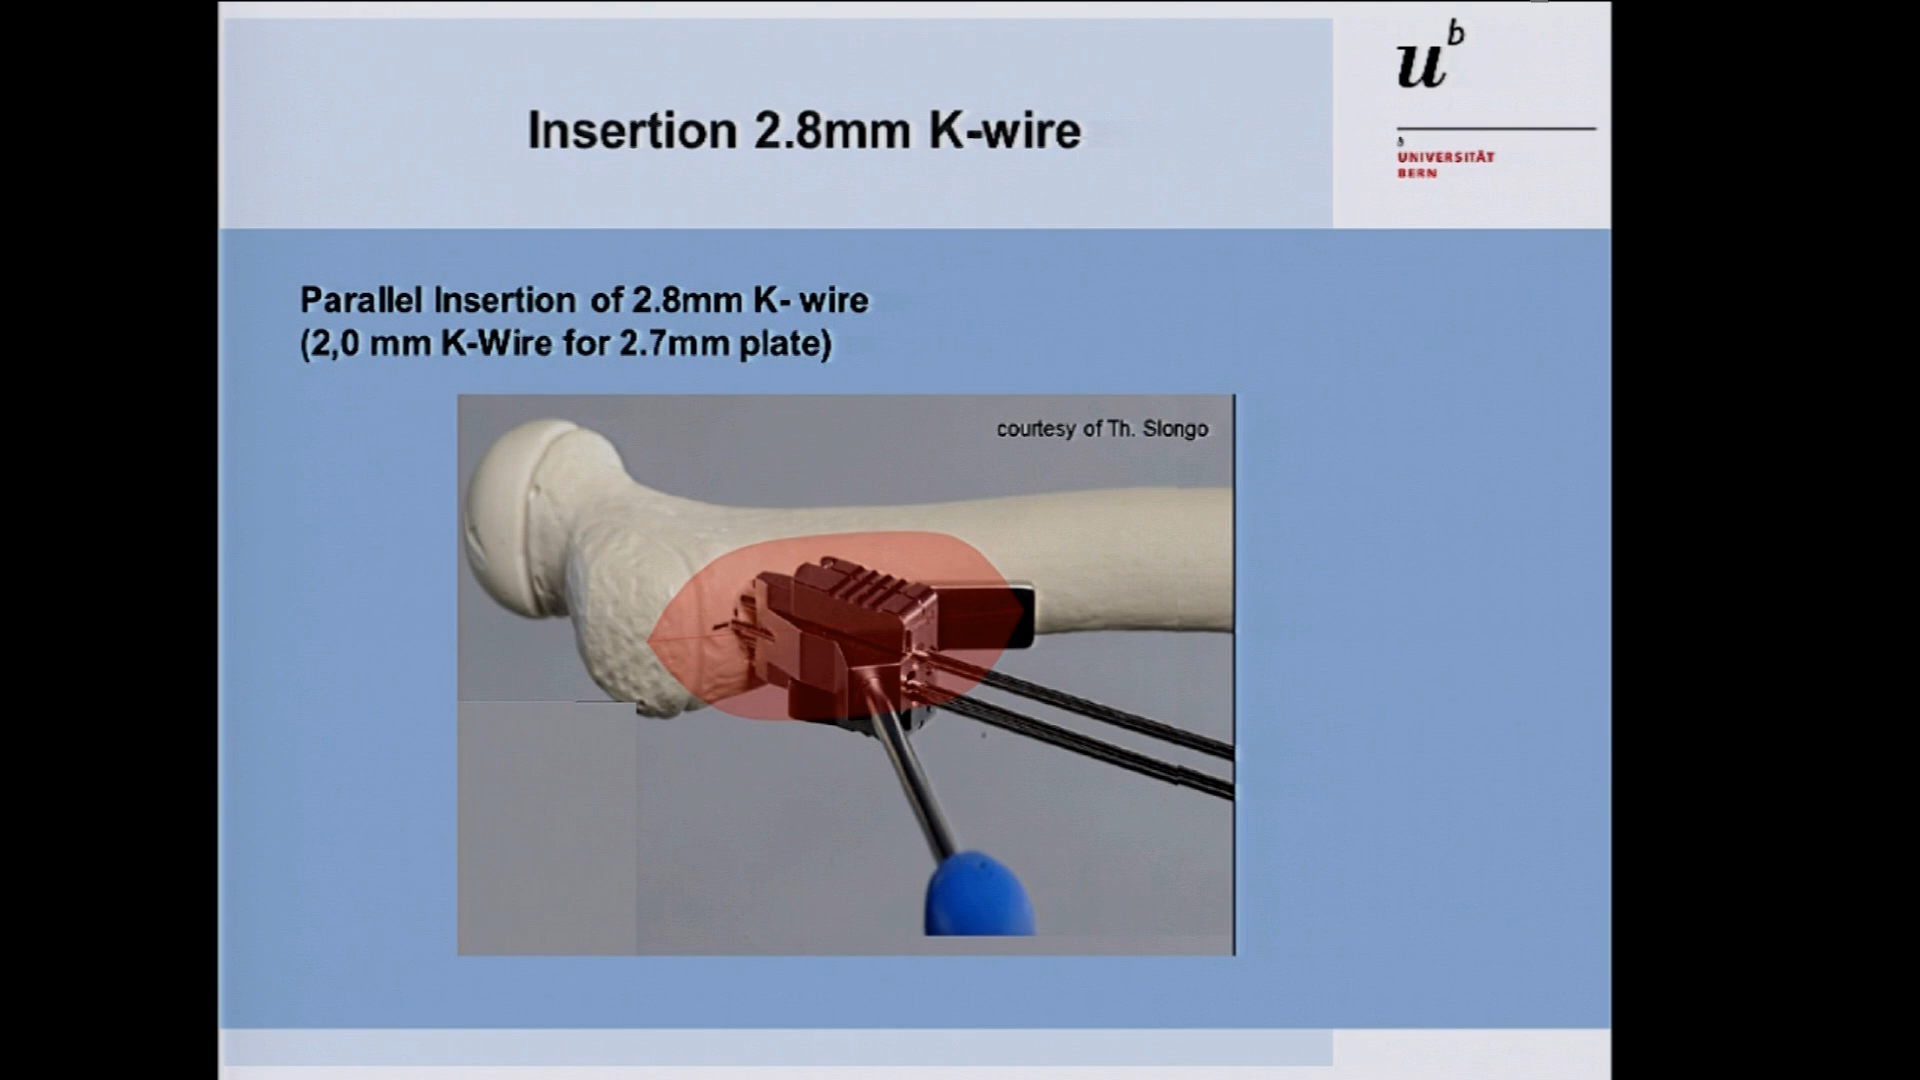 Insertion 2.8mm K-wire
u^b
b
UNIVERSITÄT
BERN
Parallel Insertion of 2.8mm K- wire
(2,0 mm K-Wire for 2.7mm plate)
courtesy of Th. Slongo